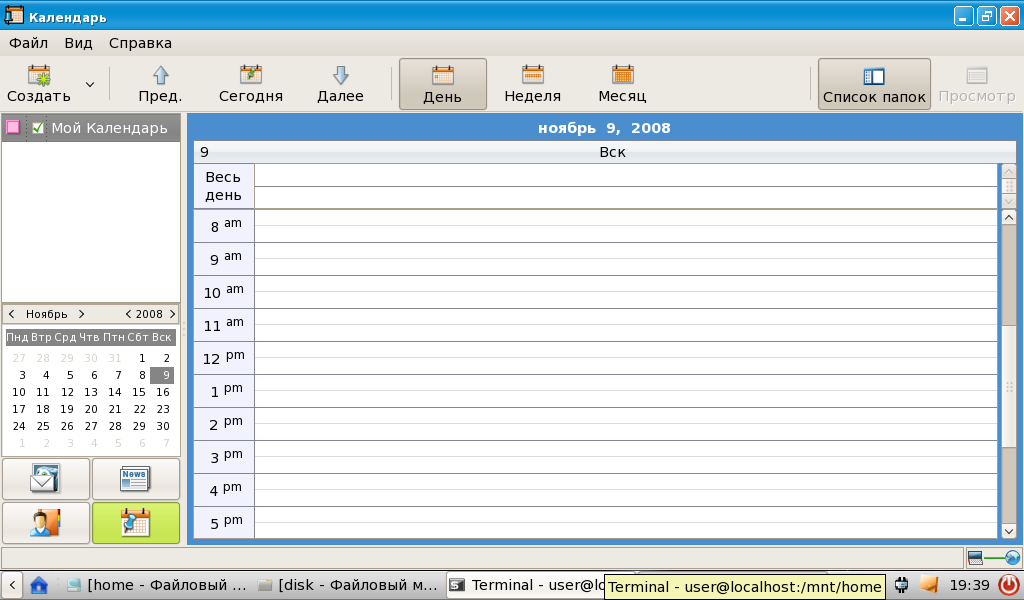 Календарь
Файл Вид Справка
Создать Пред. Сегодня Далее День Неделя Месяц Список папок Просмотр
Мой Календарь
ноябрь 9, 2008
9 Вск
Весь день
8 am
9 am
10 am
11 am
12 pm
1 pm
2 pm
3 pm
4 pm
5 pm
< Ноябрь > < 2008 >
Пнд Втр Срд Чтв Птн Сбт Вск
27 28 29 30 31 1 2
3 4 5 6 7 8 9
10 11 12 13 14 15 16
17 18 19 20 21 22 23
24 25 26 27 28 29 30
1 2 3 4 5 6 7
News
[home - Файловый ... [disk - Файловый м... Terminal - user@lo
Terminal - user@localhost:/mnt/home
19:39